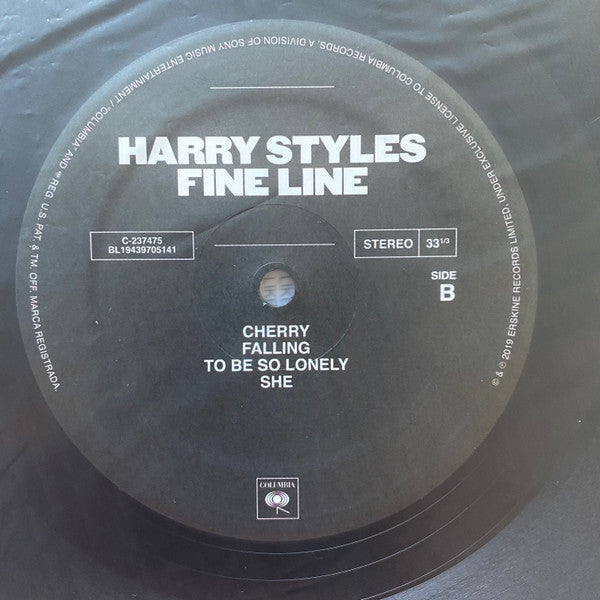 HARRY STYLES
FINE LINE
C-237475
BL19439705141
STEREO 33 1/3
SIDE
B
CHERRY
FALLING
TO BE SO LONELY
SHE
COLUMBIA
© & ℗ 2019 ERSKINE RECORDS LIMITED, UNDER EXCLUSIVE LICENSE TO COLUMBIA RECORDS, A DIVISION OF SONY MUSIC ENTERTAINMENT / "COLUMBIA" AND REG. U.S. PAT. & TM. OFF. MARCA REGISTRADA.